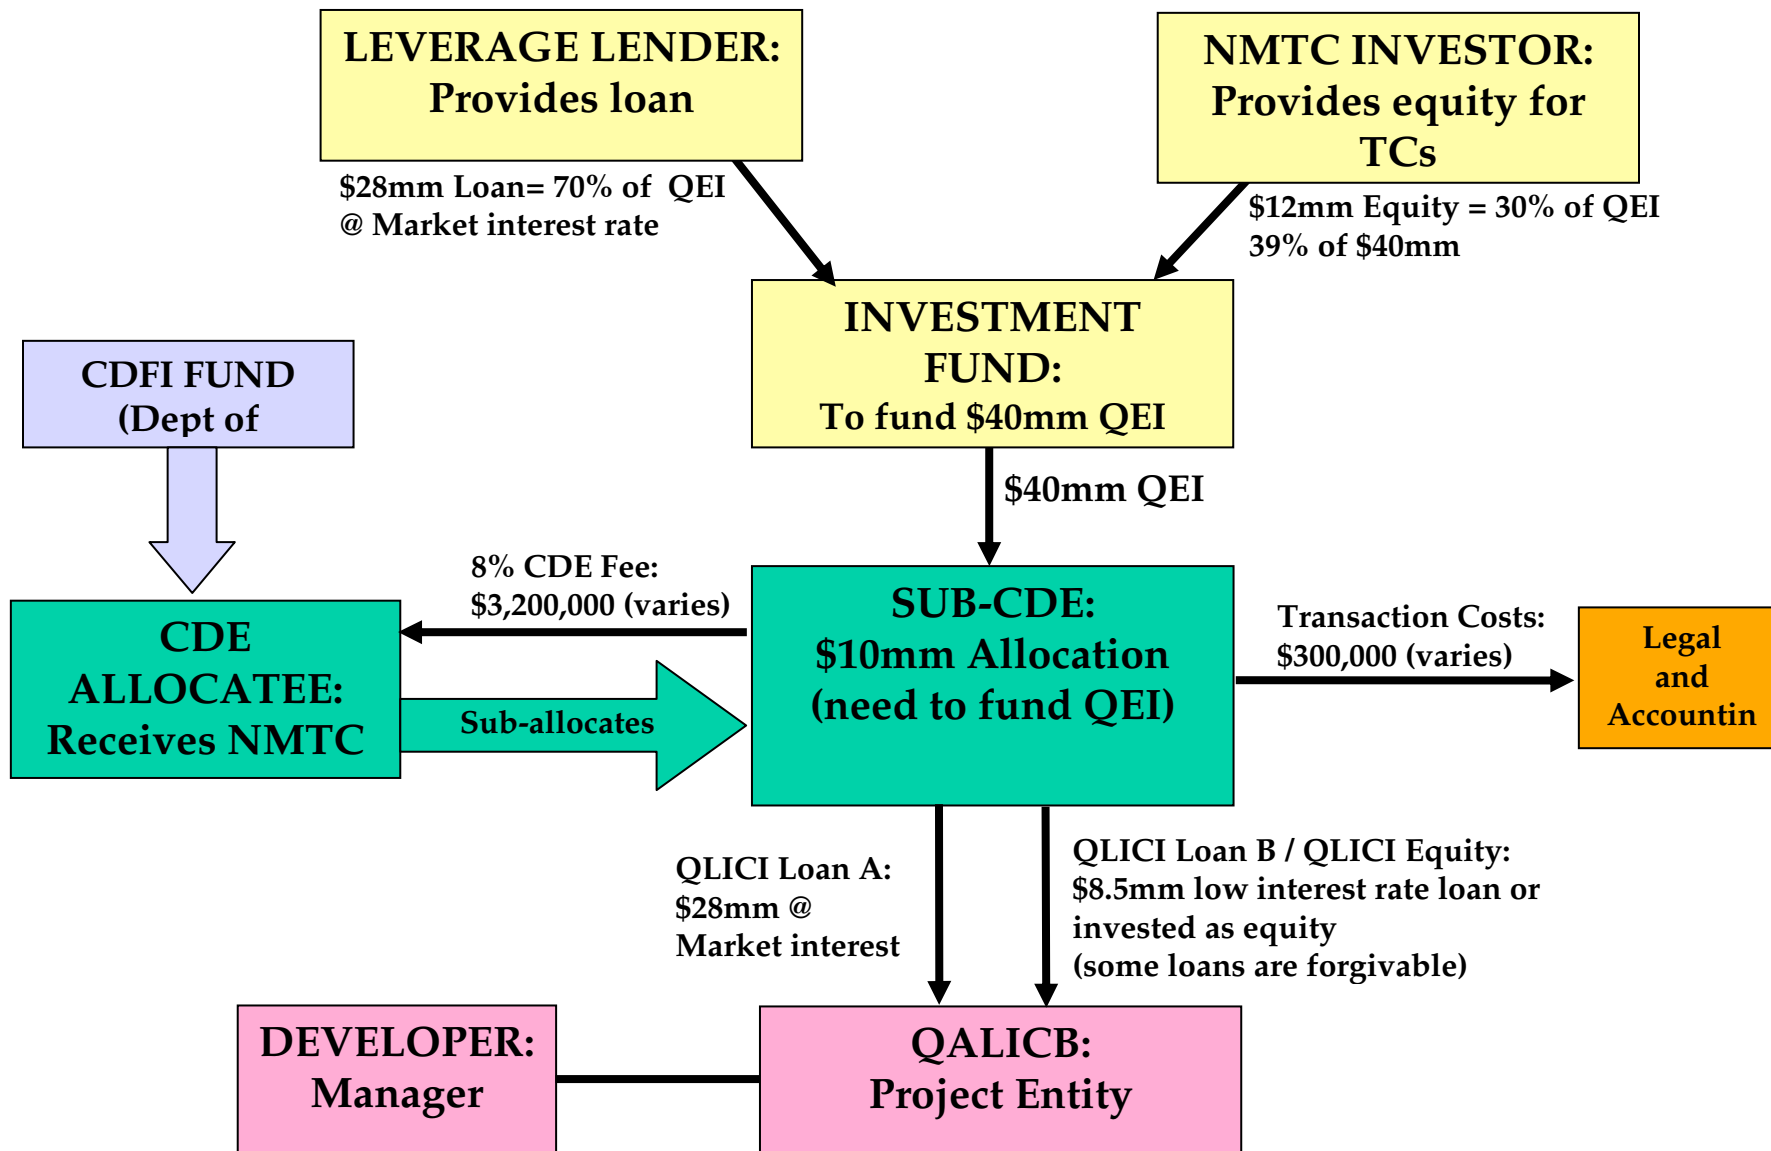 LEVERAGE LENDER:
Provides loan
NMTC INVESTOR:
Provides equity for
TCs
$28mm Loan= 70% of QEI
@ Market interest rate
$12mm Equity = 30% of QEI
39% of $40mm
INVESTMENT
FUND:
To fund $40mm QEI
CDFI FUND
(Dept of
$40mm QEI
8% CDE Fee:
$3,200,000 (varies)
CDE
ALLOCATEE:
Receives NMTC
Sub-allocates
SUB-CDE:
$10mm Allocation
(need to fund QEI)
Transaction Costs:
$300,000 (varies)
Legal
and
Accountin
QLICI Loan A:
$28mm @
Market interest
QLICI Loan B / QLICI Equity:
$8.5mm low interest rate loan or
invested as equity
(some loans are forgivable)
DEVELOPER:
Manager
QALICB:
Project Entity